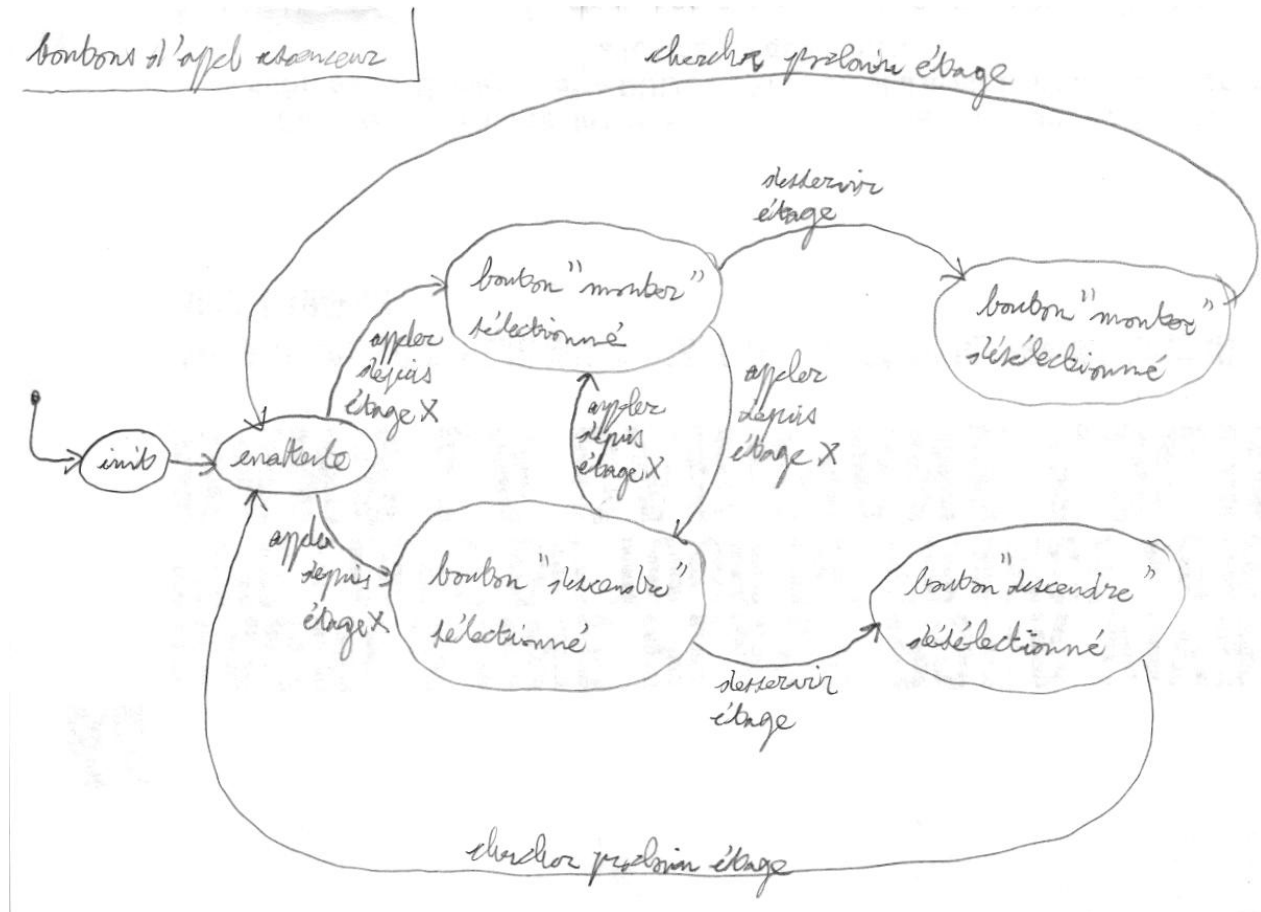 boutons d'appel ascenceur
chercher prochain étage
desservir
étage
bouton "monter"
sélectionné
bouton "monter"
désélectionné
appeler
depuis
étage X
appeler
depuis
étage X
appeler
depuis
étage X
init
en attente
appeler
depuis
étage X
bouton "descendre"
sélectionné
bouton "descendre"
désélectionné
desservir
étage
chercher prochain étage